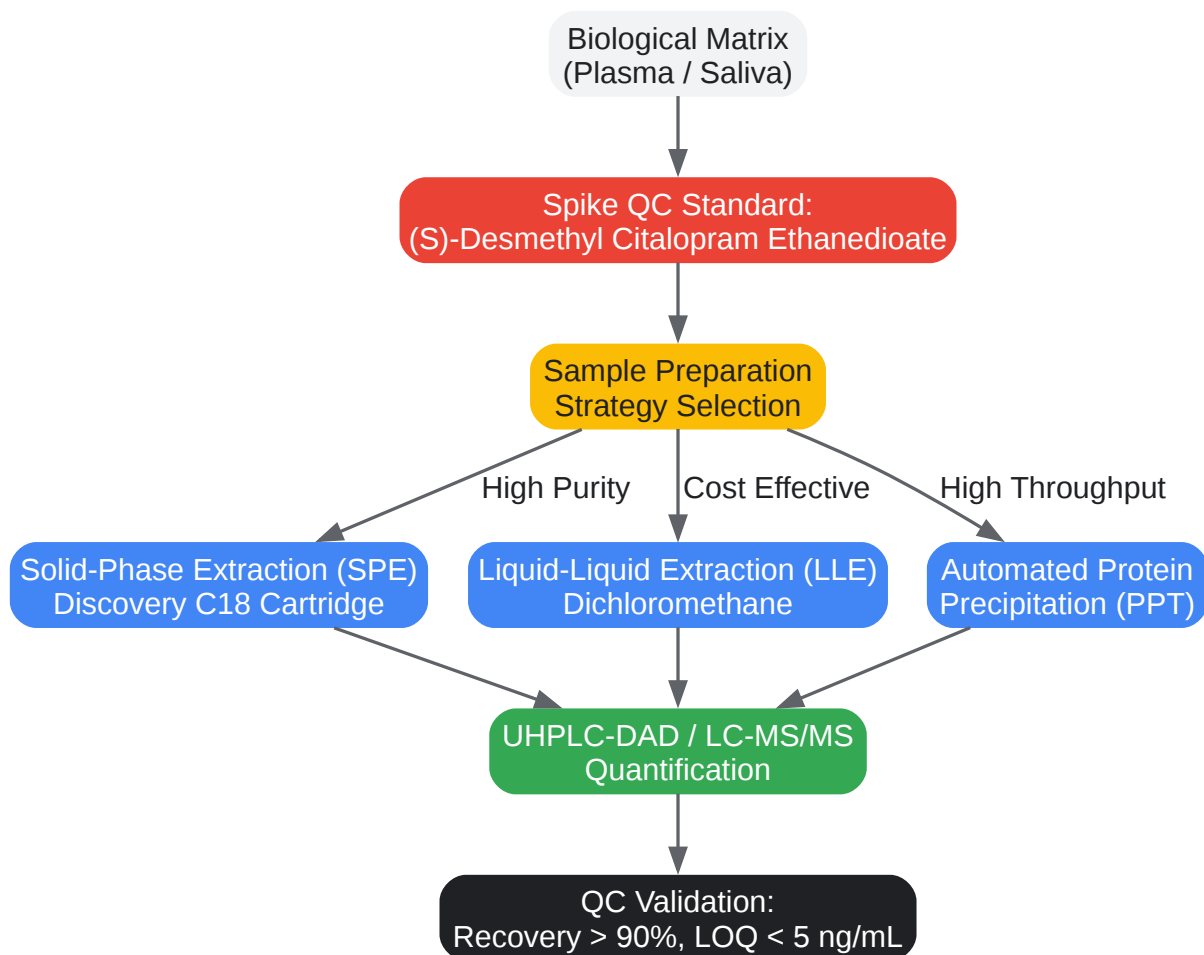 Biological Matrix
(Plasma / Saliva)
Spike QC Standard:
(S)-Desmethyl Citalopram Ethanedioate
Sample Preparation
Strategy Selection
High Purity
Cost Effective
High Throughput
Solid-Phase Extraction (SPE)
Discovery C18 Cartridge
Liquid-Liquid Extraction (LLE)
Dichloromethane
Automated Protein
Precipitation (PPT)
UHPLC-DAD / LC-MS/MS
Quantification
QC Validation:
Recovery > 90%, LOQ < 5 ng/mL